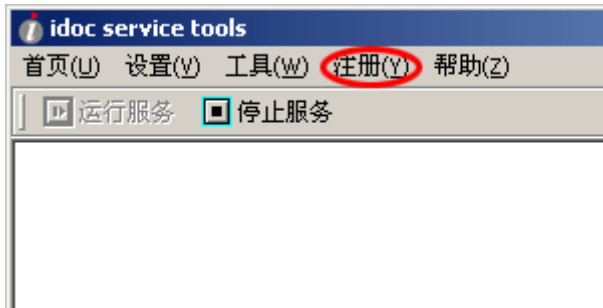 idoc service tools
首页(U) 设置(V) 工具(W) 注册(Y) 帮助(Z)
运行服务 停止服务